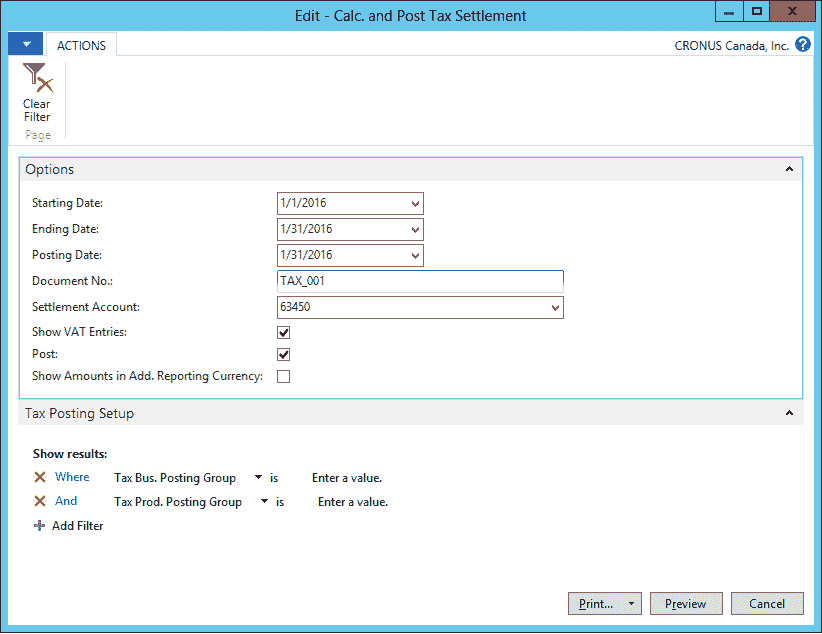 Edit - Calc. and Post Tax Settlement
ACTIONS
CRONUS Canada, Inc.
?
Clear
Filter
Page
Options
Starting Date: 1/1/2016
Ending Date: 1/31/2016
Posting Date: 1/31/2016
Document No.: TAX_001
Settlement Account: 63450
Show VAT Entries:
Post:
Show Amounts in Add. Reporting Currency:
Tax Posting Setup
Show results:
Where Tax Bus. Posting Group is Enter a value.
And Tax Prod. Posting Group is Enter a value.
Add Filter
Print... Preview Cancel